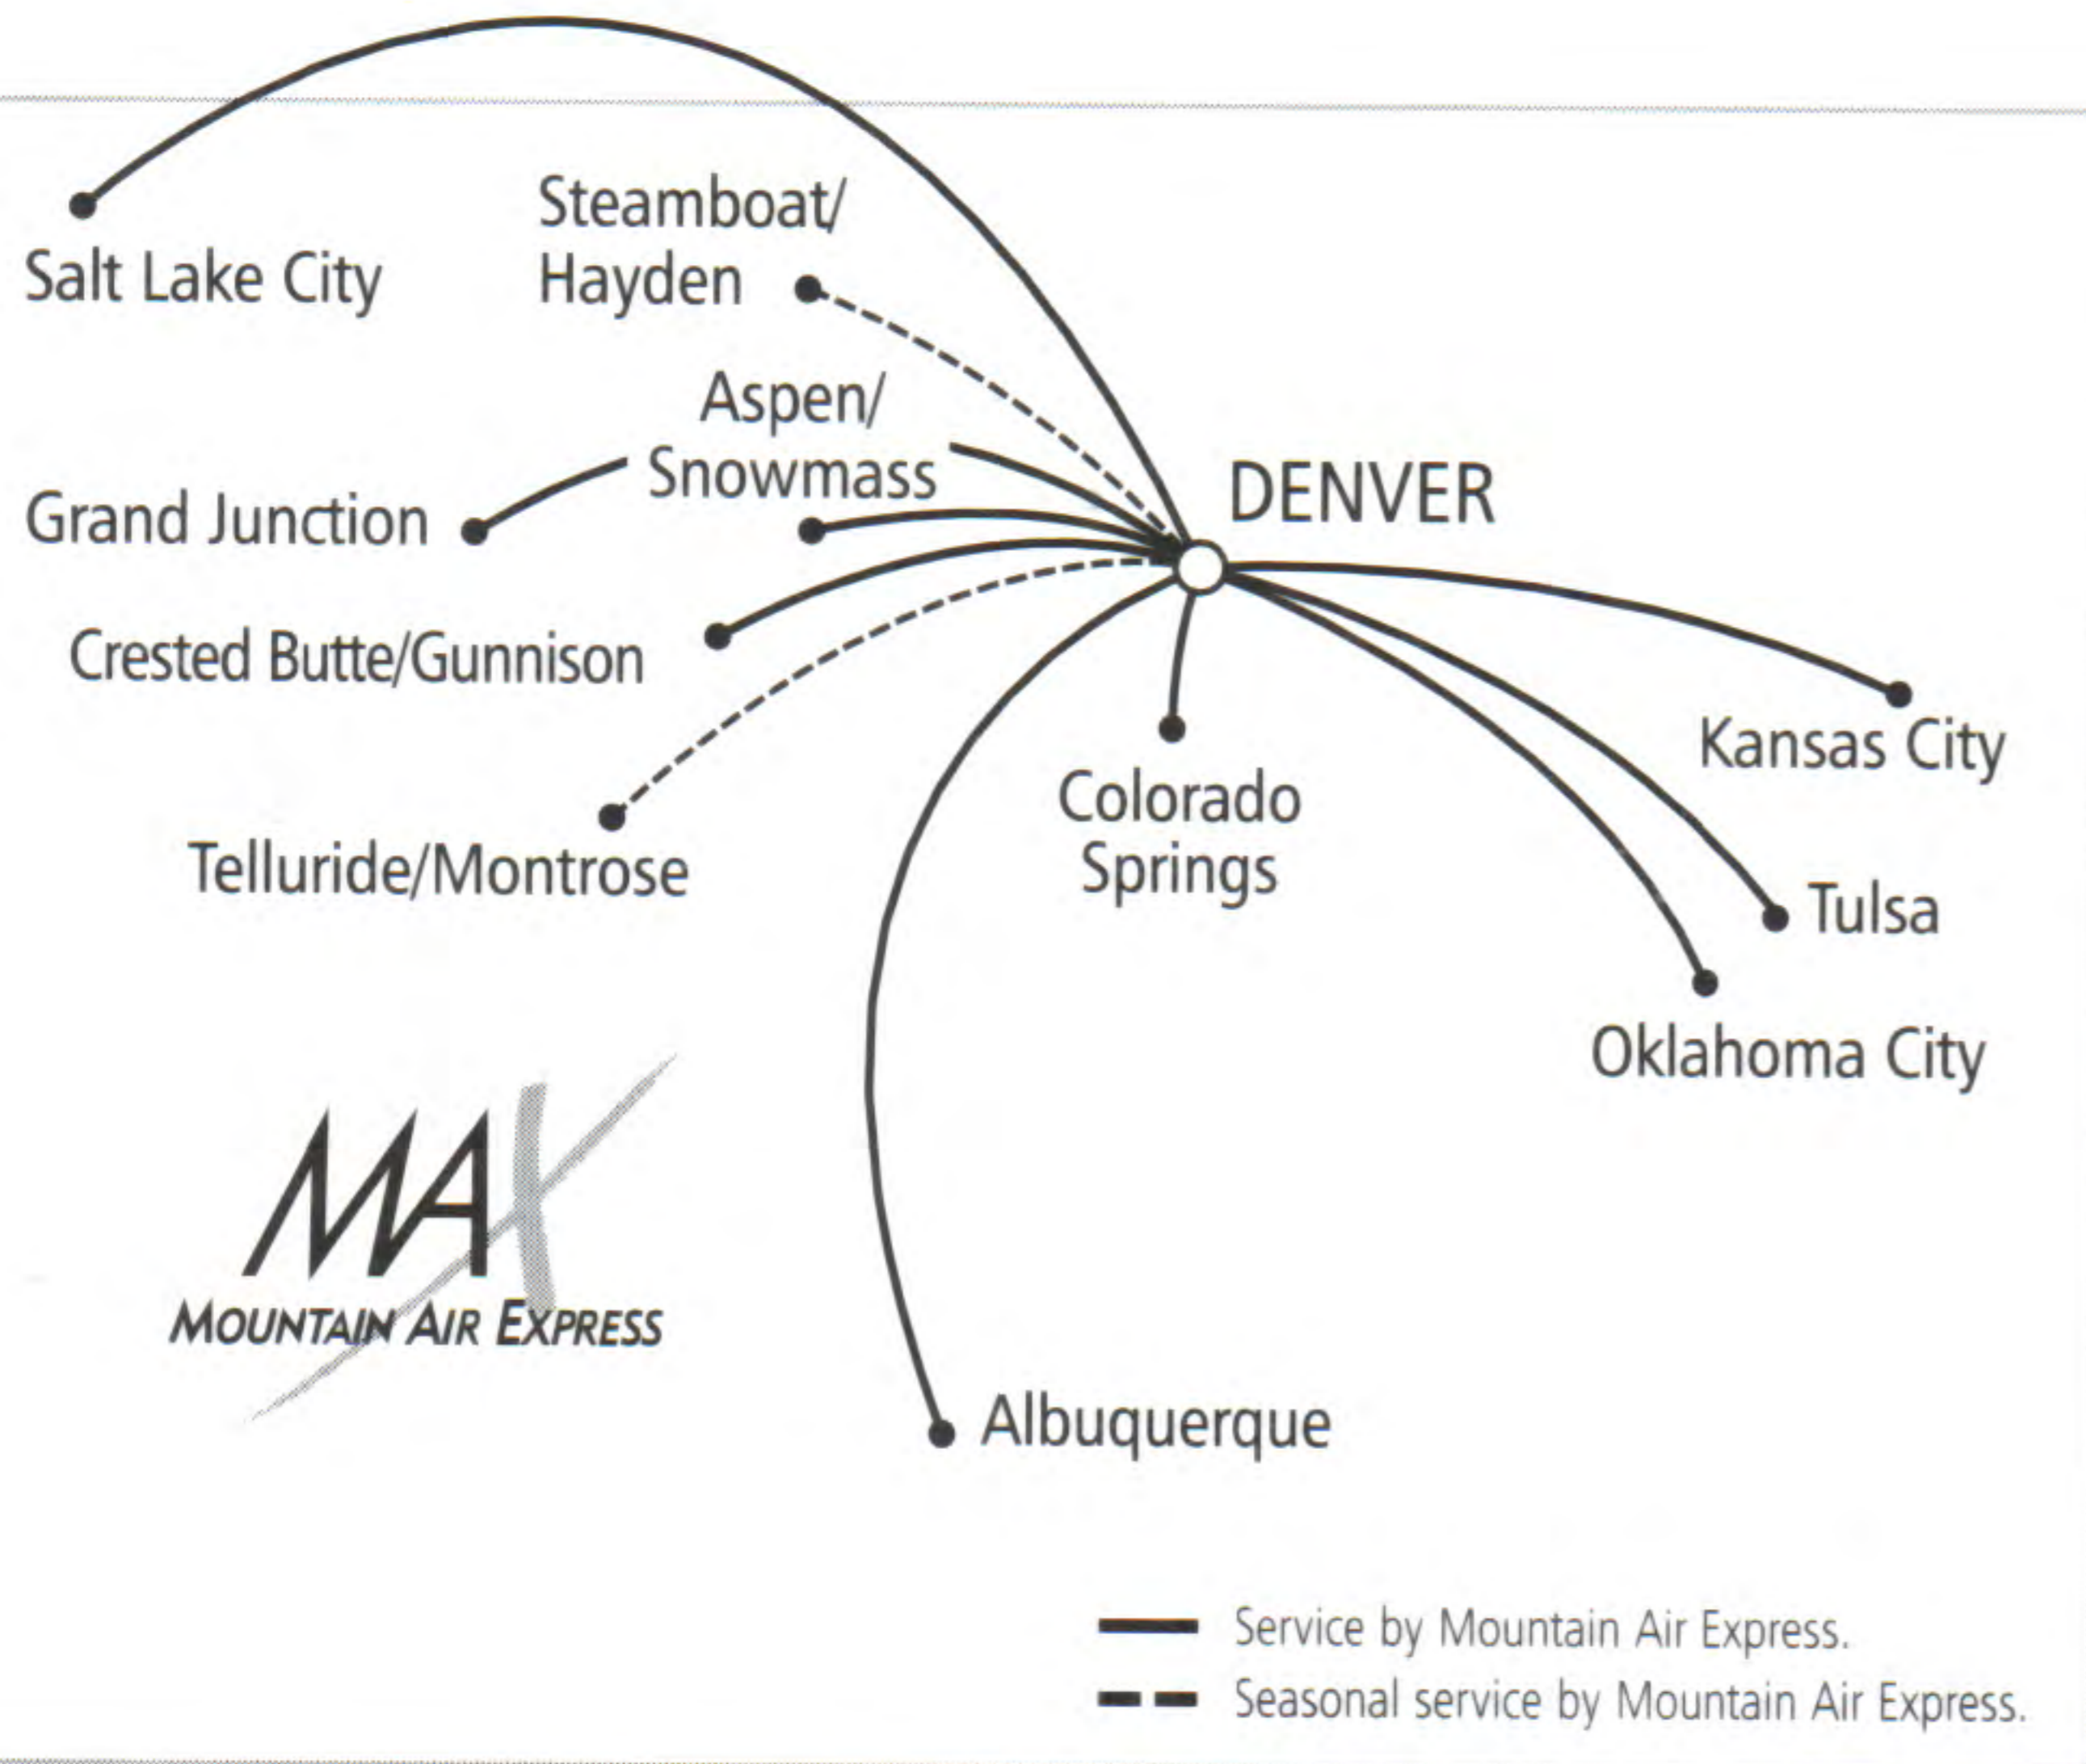 Salt Lake City
Steamboat/
Hayden
Aspen/
Snowmass
Grand Junction
DENVER
Crested Butte/Gunnison
Kansas City
Colorado
Springs
Telluride/Montrose
Tulsa
Oklahoma City
MAX
MOUNTAIN AIR EXPRESS
Albuquerque
Service by Mountain Air Express.
Seasonal service by Mountain Air Express.